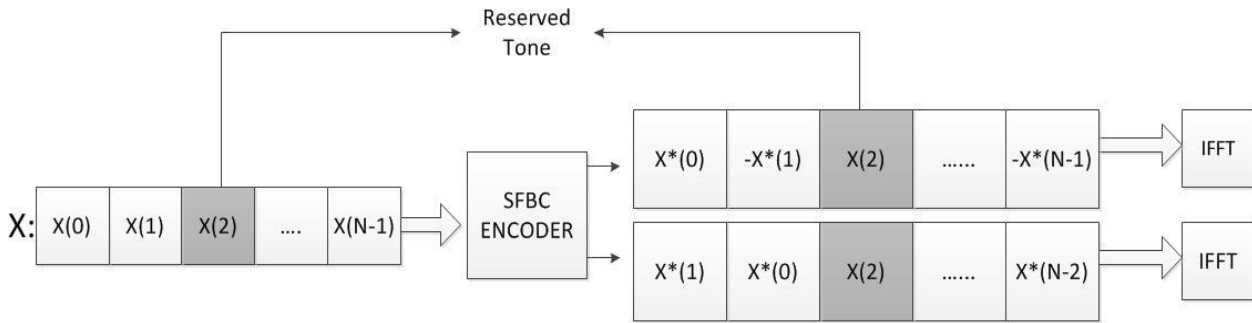 Reserved
Tone
X*(0) -X*(1) X(2) ...... -X*(N-1) IFFT
X: X(0) X(1) X(2) .... X(N-1) SFBC
ENCODER
X*(1) X*(0) X(2) ...... X*(N-2) IFFT